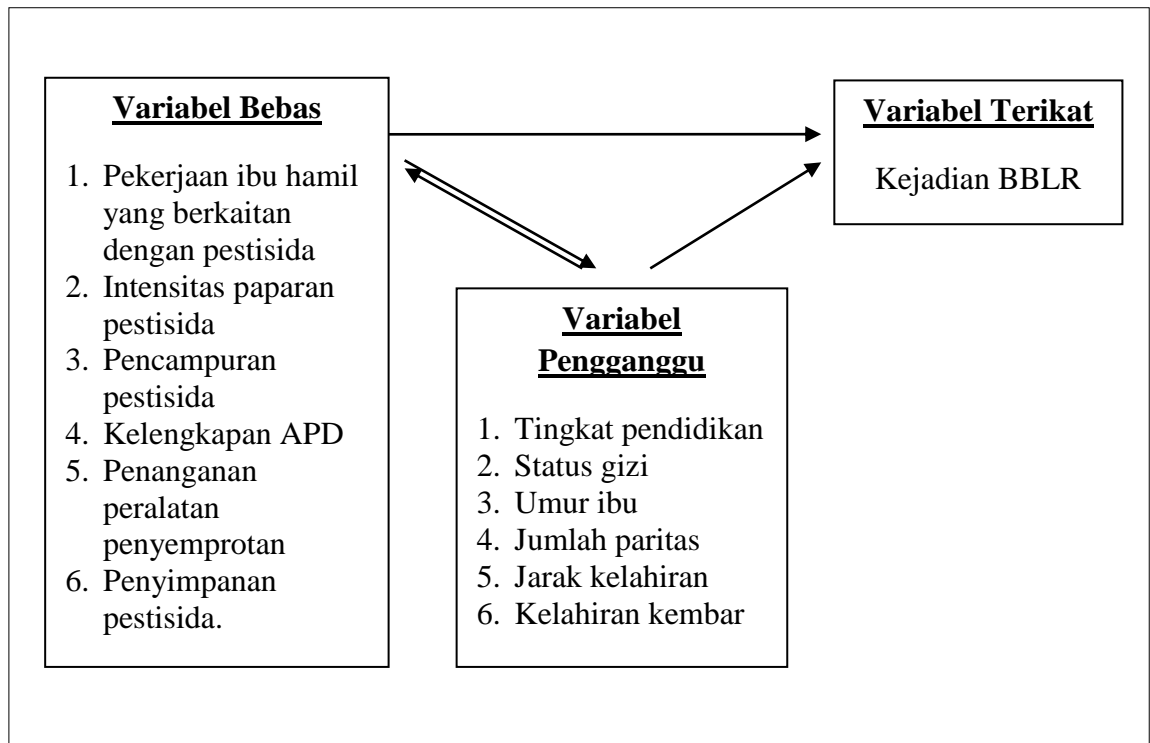 Variabel Bebas
1. Pekerjaan ibu hamil
yang berkaitan
dengan pestisida
2. Intensitas paparan
pestisida
3. Pencampuran
pestisida
4. Kelengkapan APD
5. Penanganan
peralatan
penyemprotan
6. Penyimpanan
pestisida.
Variabel Terikat
Kejadian BBLR
Variabel
Pengganggu
1. Tingkat pendidikan
2. Status gizi
3. Umur ibu
4. Jumlah paritas
5. Jarak kelahiran
6. Kelahiran kembar